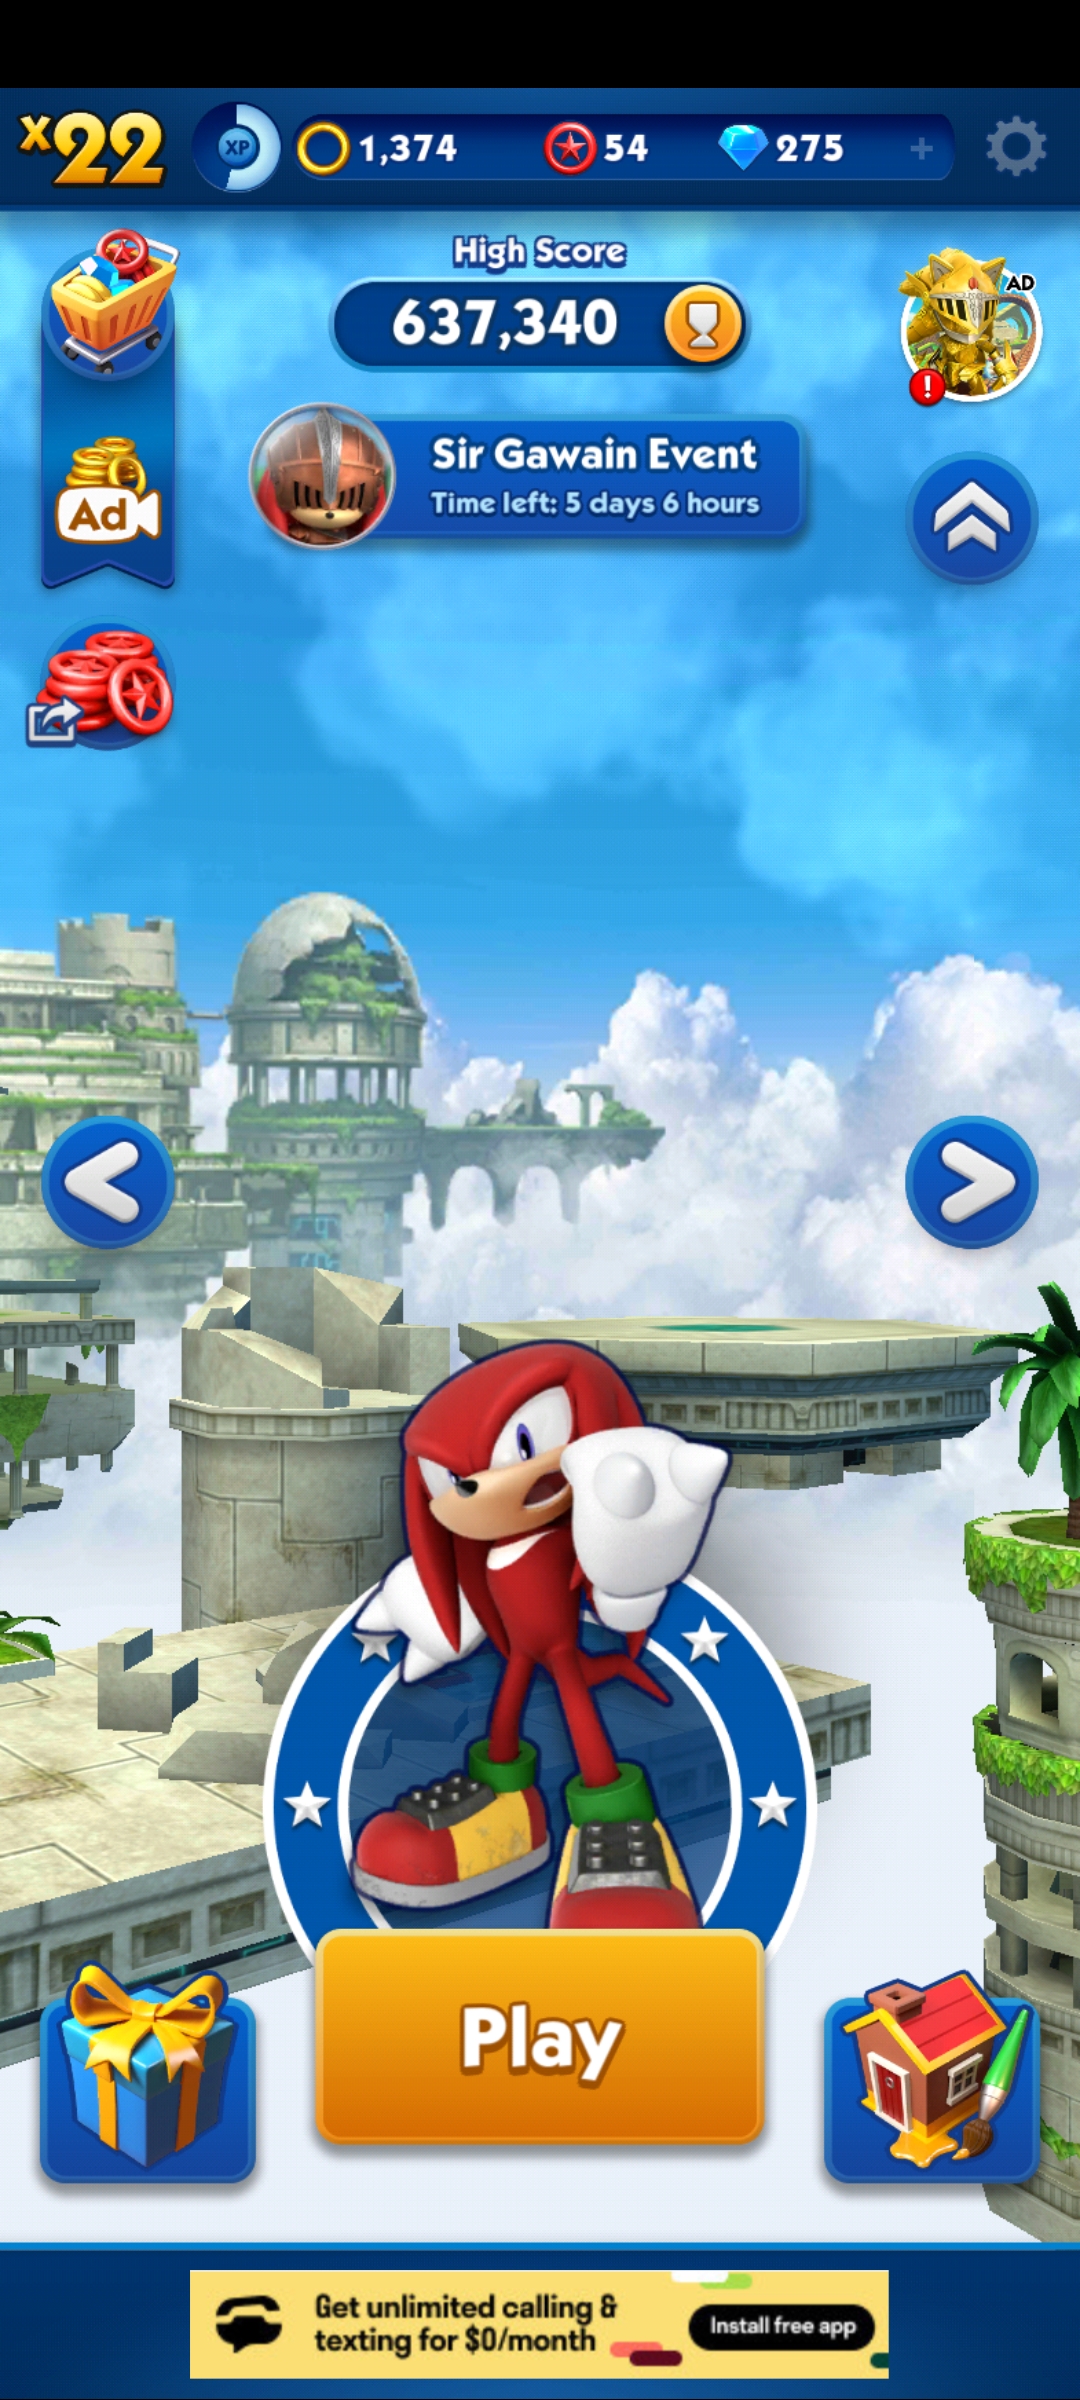 x22
XP
1,374
54
275
+
High Score
637,340
AD
!
Sir Gawain Event
Time left: 5 days 6 hours
Ad
Play
Get unlimited calling &
texting for $0/month
Install free app